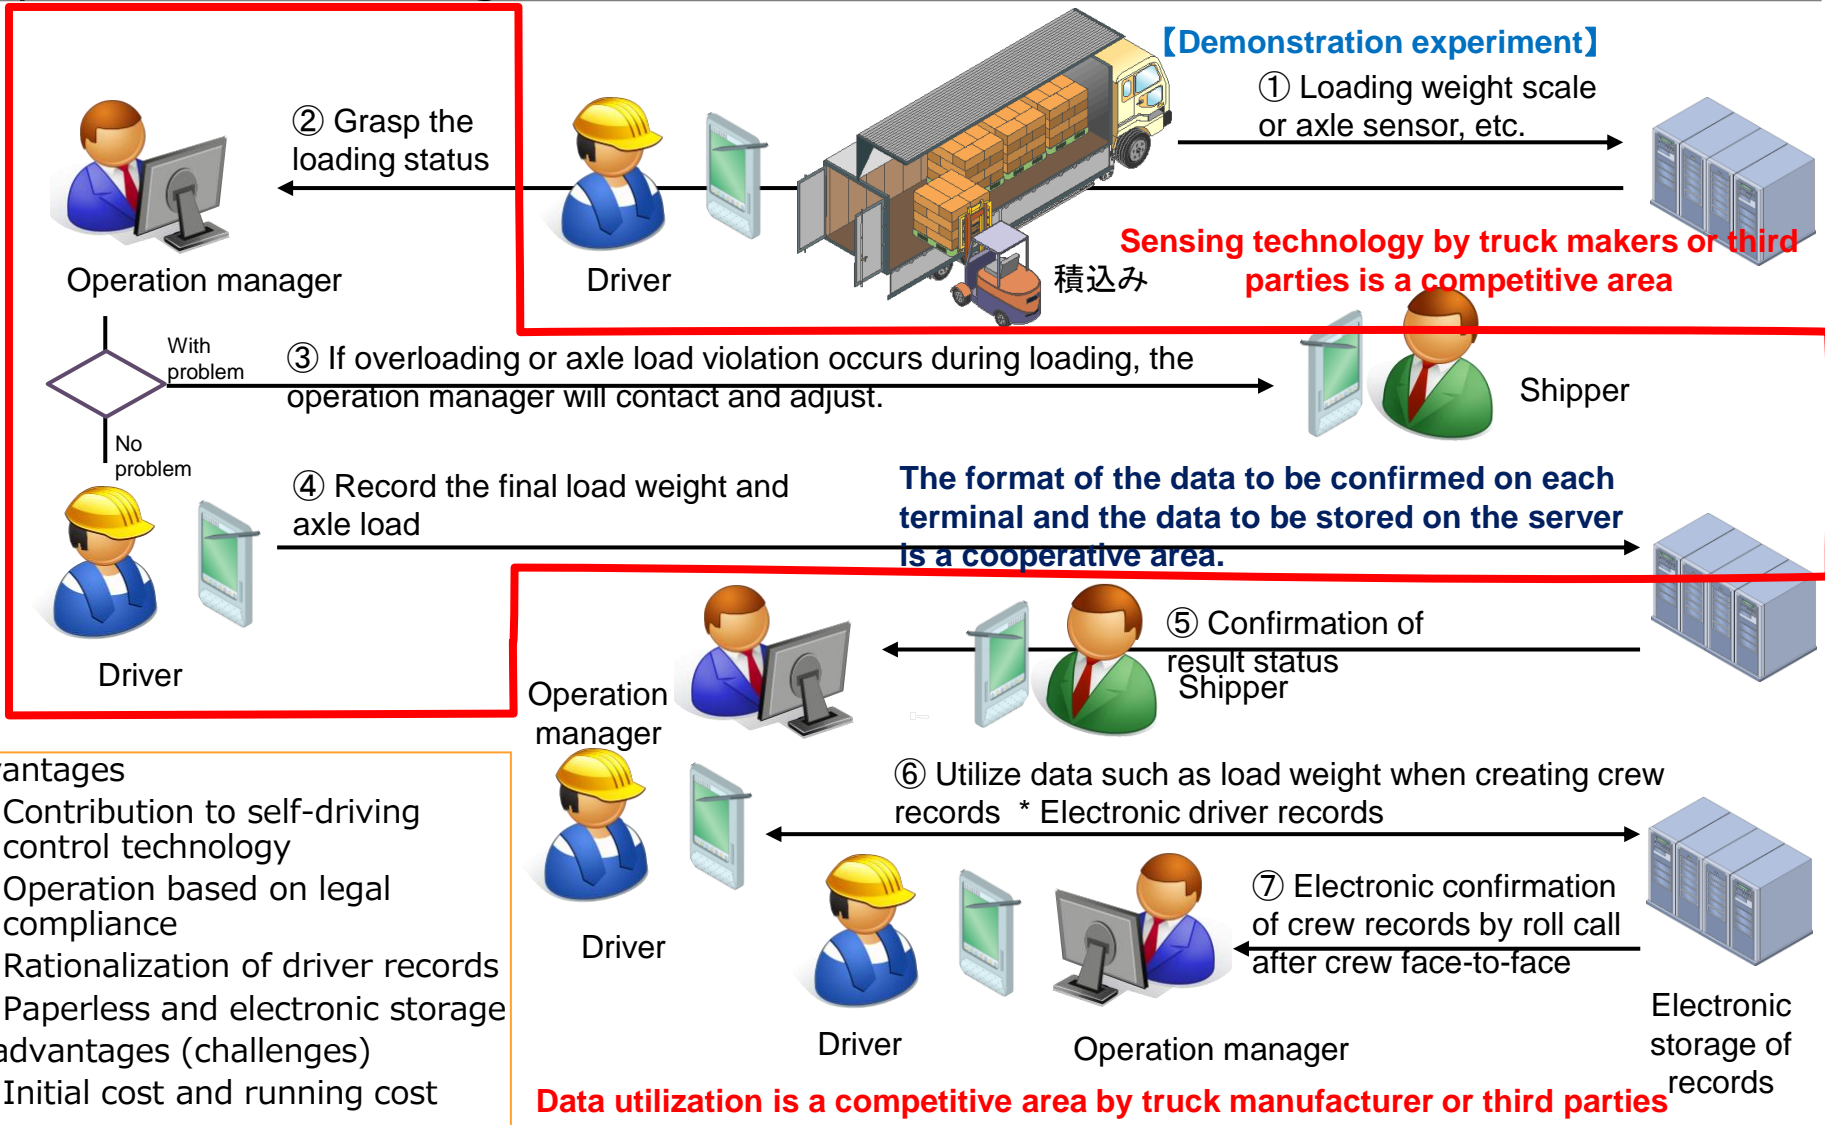 【Demonstration experiment】
① Loading weight scale
or axle sensor, etc.
② Grasp the
loading status
Operation manager
Driver
積込み
Sensing technology by truck makers or third
parties is a competitive area
With
problem
③ If overloading or axle load violation occurs during loading, the
operation manager will contact and adjust.
Shipper
No
problem
④ Record the final load weight and
axle load
The format of the data to be confirmed on each
terminal and the data to be stored on the server
is a cooperative area.
Driver
⑤ Confirmation of
result status
Shipper
Operation
manager
⑥ Utilize data such as load weight when creating crew
records * Electronic driver records
Driver
⑦ Electronic confirmation
of crew records by roll call
after crew face-to-face
Driver
Operation manager
Electronic
storage of
records
vantages
Contribution to self-driving
control technology
Operation based on legal
compliance
Rationalization of driver records
Paperless and electronic storage
advantages (challenges)
Initial cost and running cost
Data utilization is a competitive area by truck manufacturer or third parties